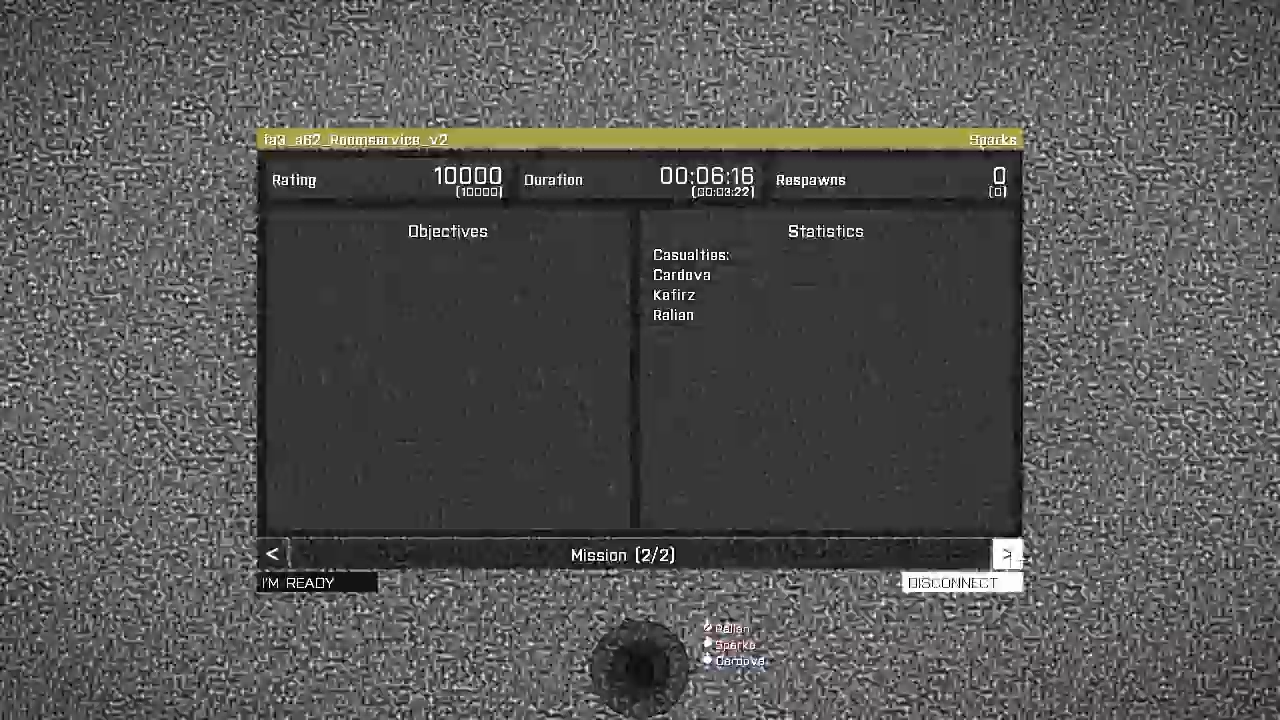 fa3_a62_Roomservice_v2 Sparks
Rating 10000 (10000) Duration 00:06:16 (00:03:22) Respawns 0 (0)
Objectives Statistics
Casualties:
Cardova
Kefirz
Ralian
< Mission (2/2) >
I'M READY DISCONNECT
Ralian
Sparks
Cardova